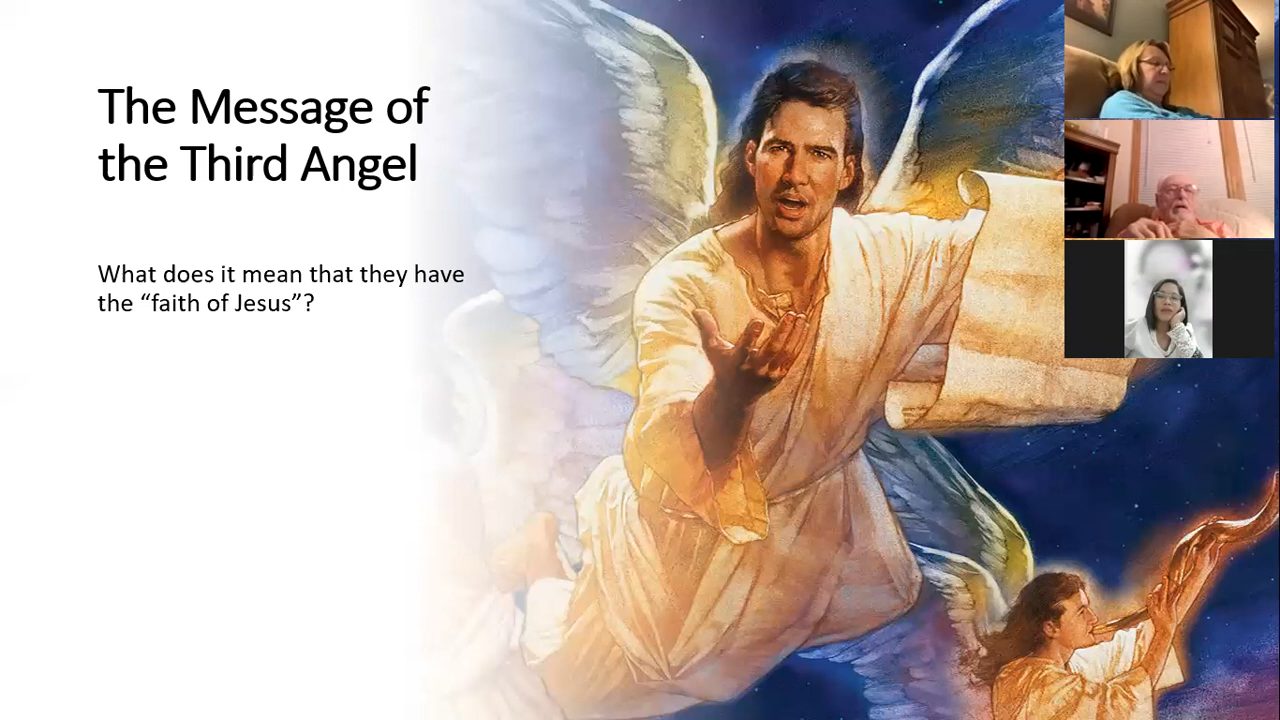 The Message of
the Third Angel
What does it mean that they have
the “faith of Jesus”?